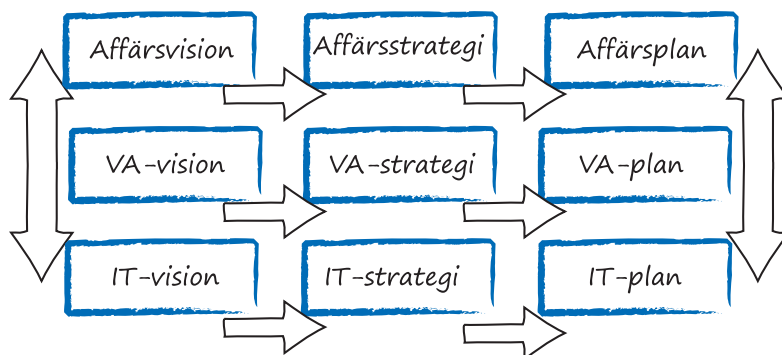 Affärsvision
Affärsstrategi
Affärsplan
VA-vision
VA-strategi
VA-plan
IT-vision
IT-strategi
IT-plan